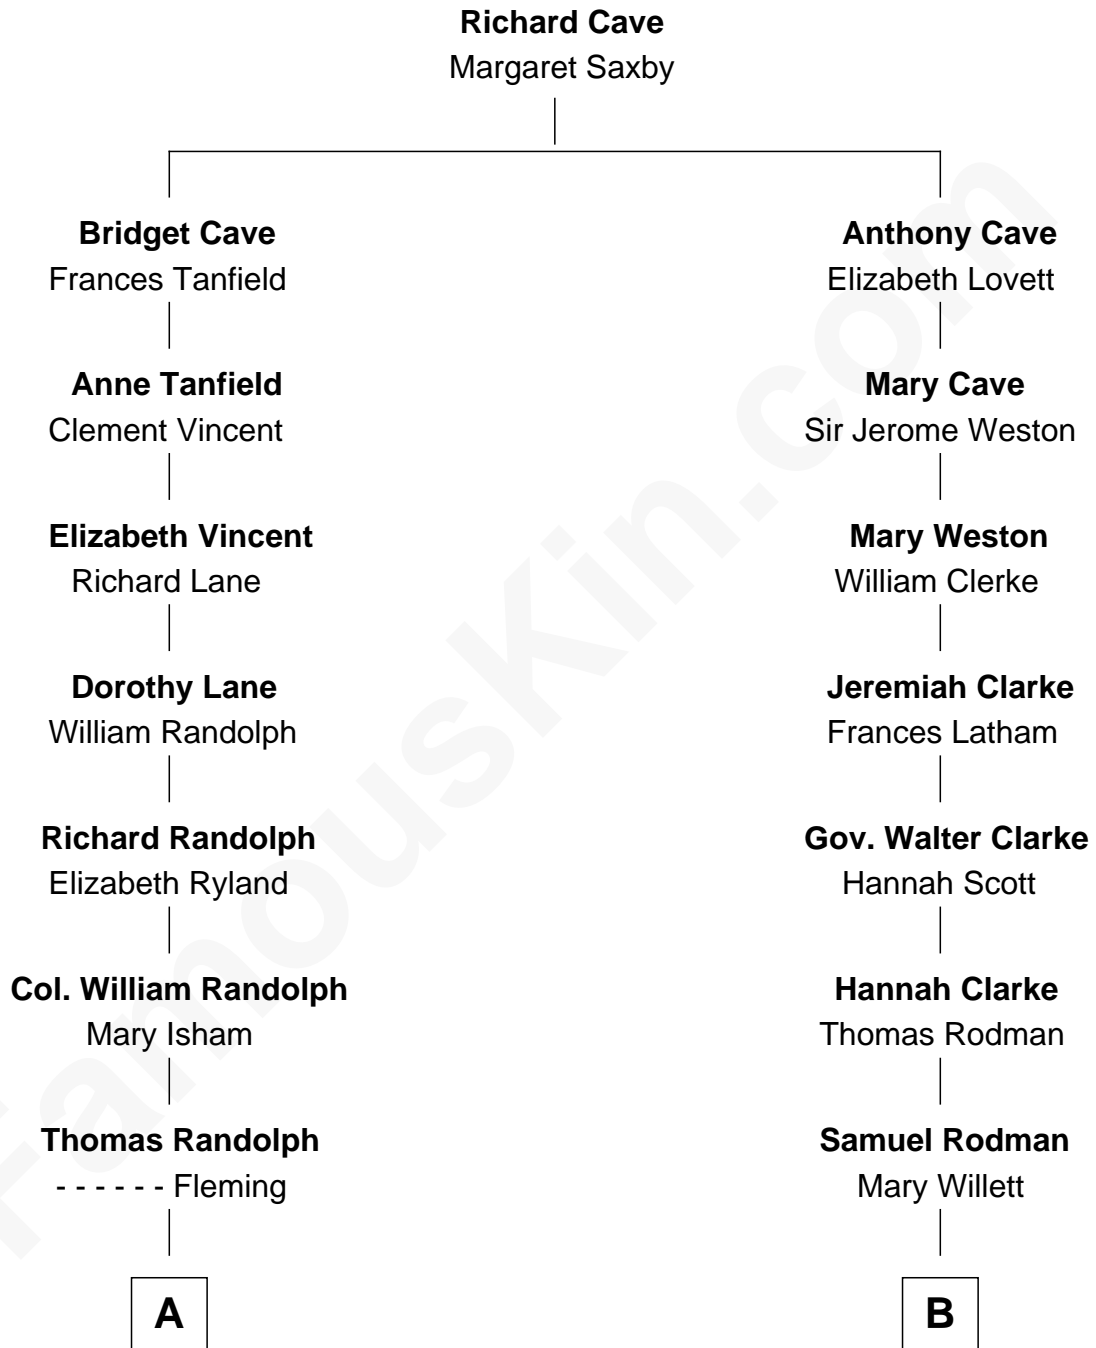 Richard Cave
Margaret Saxby
Bridget Cave
Frances Tanfield
Anthony Cave
Elizabeth Lovett
Anne Tanfield
Clement Vincent
Mary Cave
Sir Jerome Weston
Elizabeth Vincent
Richard Lane
Mary Weston
William Clerke
Dorothy Lane
William Randolph
Jeremiah Clarke
Frances Latham
Richard Randolph
Elizabeth Ryland
Gov. Walter Clarke
Hannah Scott
Col. William Randolph
Mary Isham
Hannah Clarke
Thomas Rodman
Thomas Randolph
- - - - - - Fleming
Samuel Rodman
Mary Willett
A
B
FamousKin.com